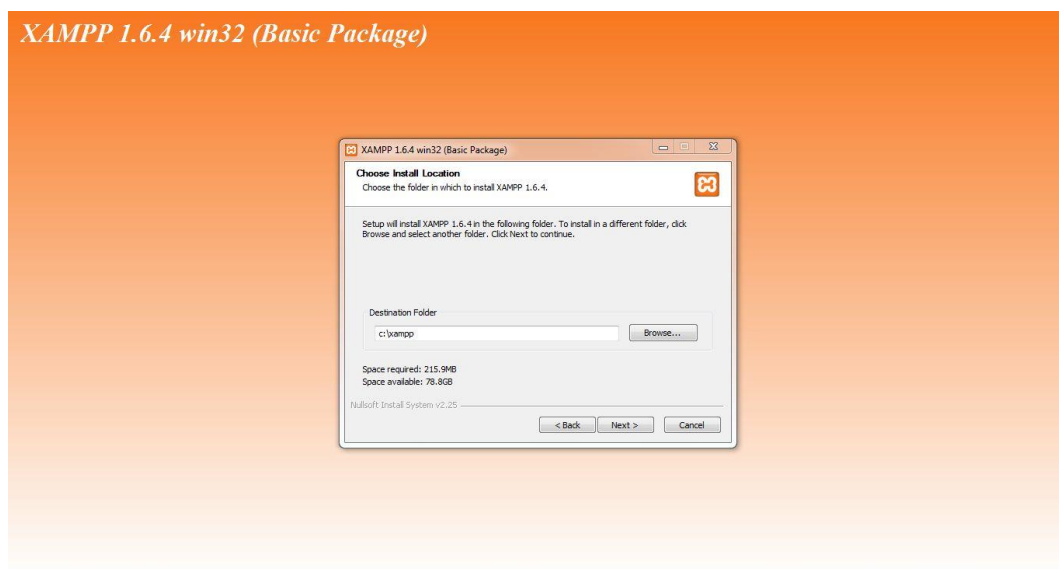 XAMPP 1.6.4 win32 (Basic Package)
XAMPP 1.6.4 win32 (Basic Package)
Choose Install Location
Choose the folder in which to install XAMPP 1.6.4.
Setup will install XAMPP 1.6.4 in the following folder. To install in a different folder, click
Browse and select another folder. Click Next to continue.
Destination Folder
c:\xampp
Browse...
Space required: 215.9MB
Space available: 78.8GB
Nullsoft Install System v2.25
< Back Next > Cancel